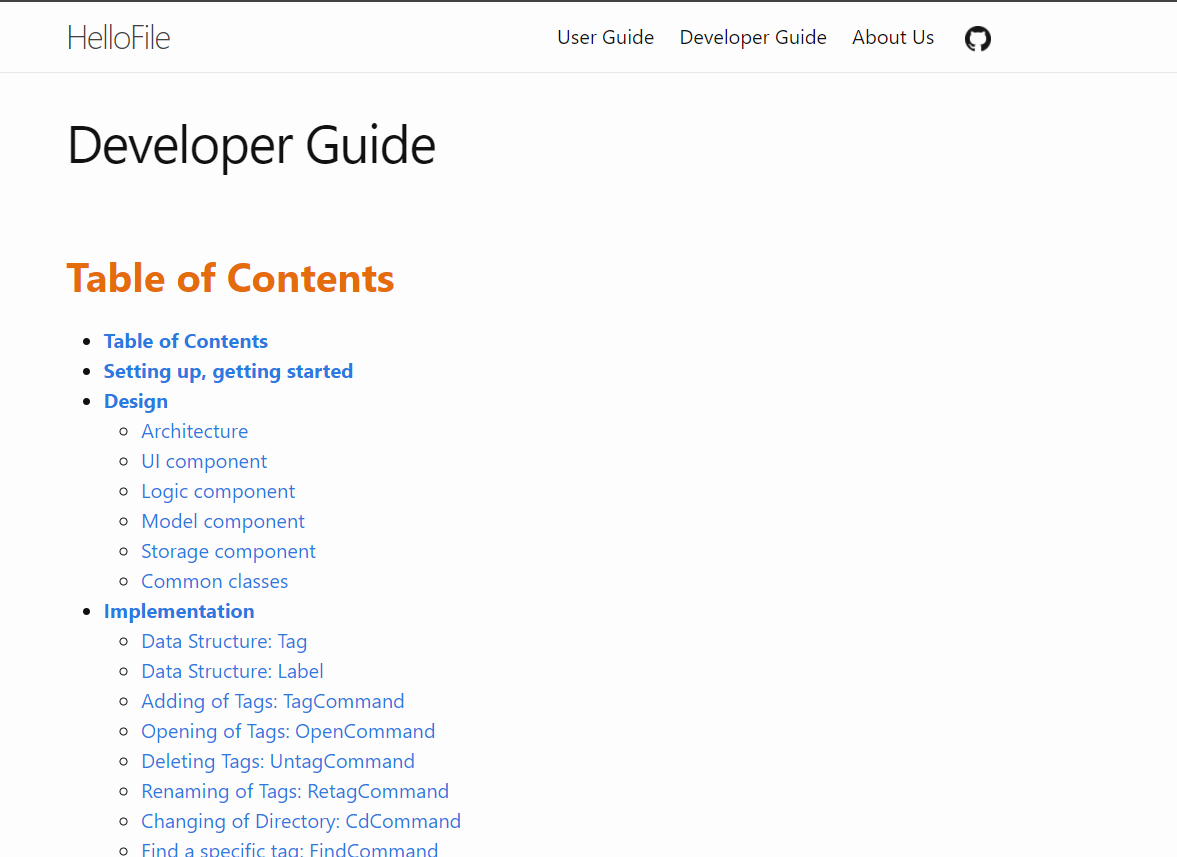 HelloFile
User Guide Developer Guide About Us
Developer Guide
Table of Contents
Table of Contents
Setting up, getting started
Design
Architecture
UI component
Logic component
Model component
Storage component
Common classes
Implementation
Data Structure: Tag
Data Structure: Label
Adding of Tags: TagCommand
Opening of Tags: OpenCommand
Deleting Tags: UntagCommand
Renaming of Tags: RetagCommand
Changing of Directory: CdCommand
Find a specific tag: FindCommand